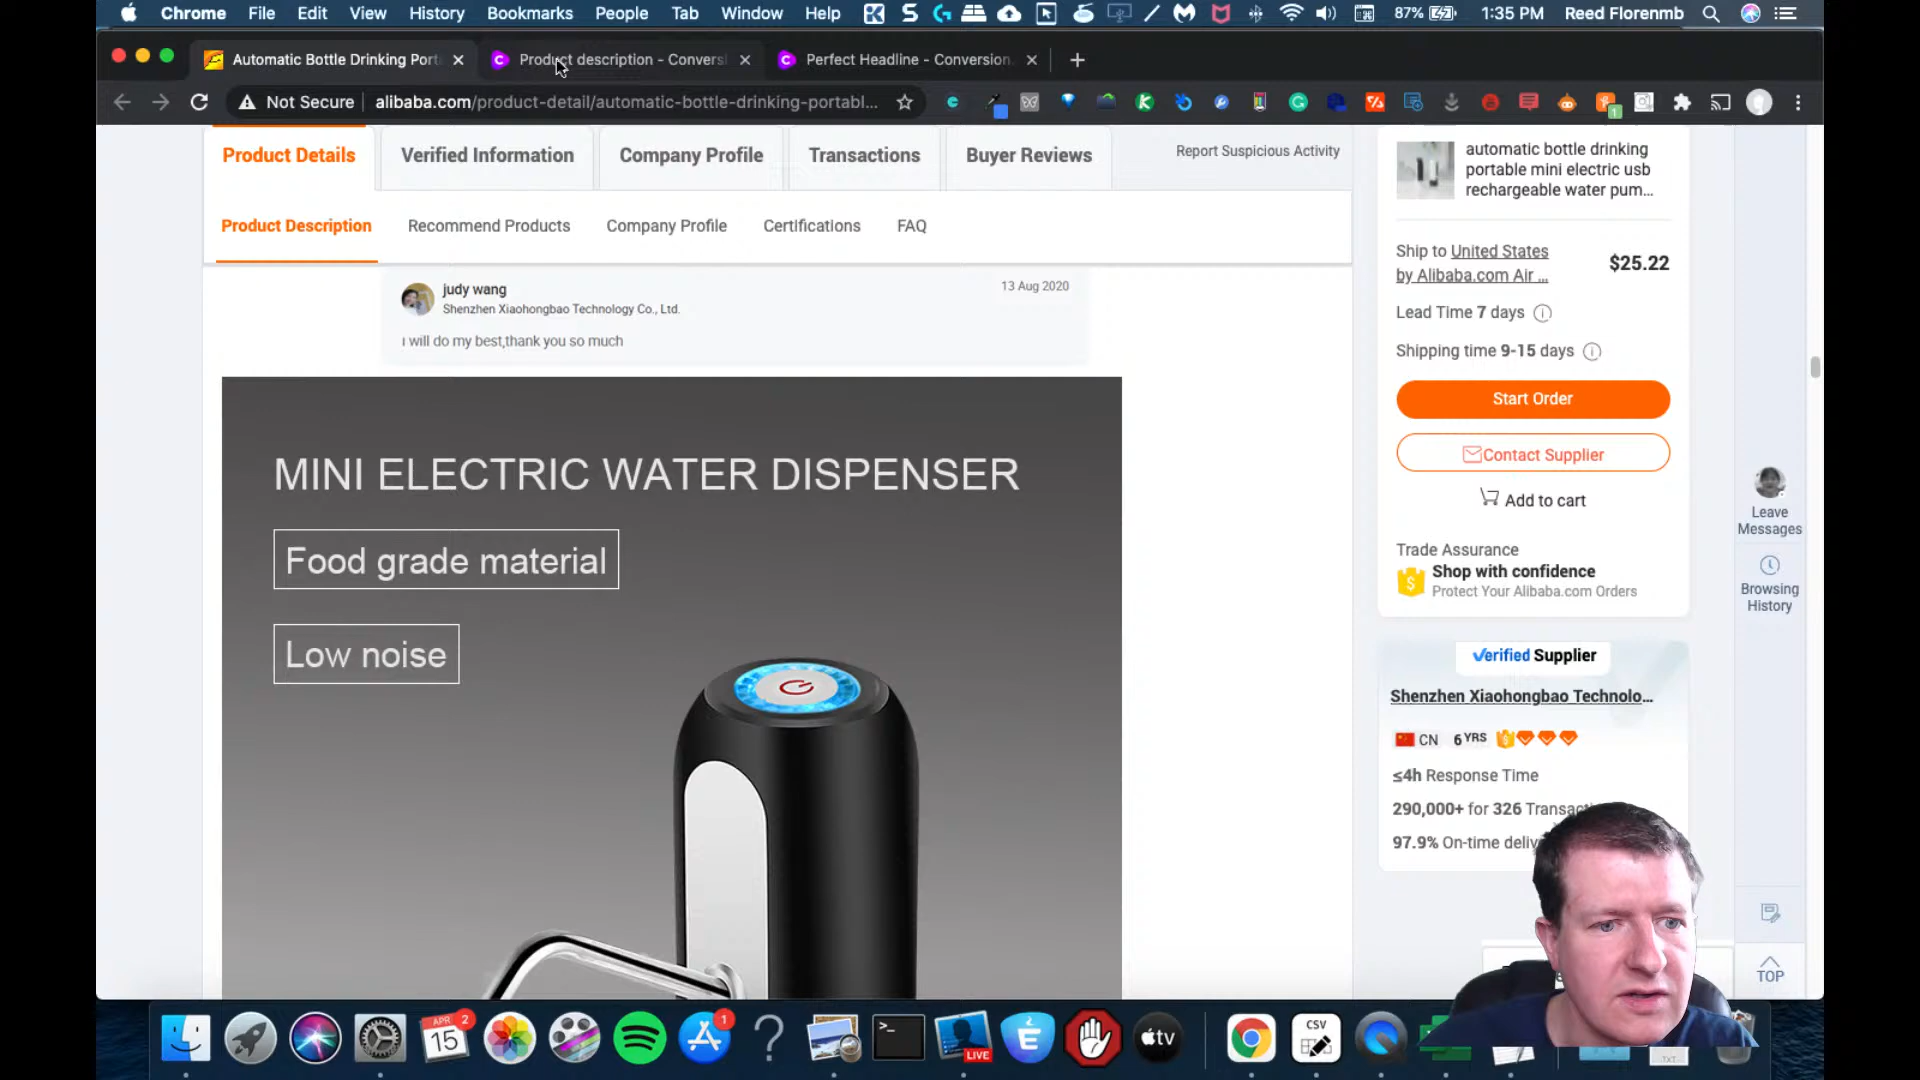 Chrome File Edit View History Bookmarks People Tab Window Help 87% 1:35 PM Reed Florenmb
Automatic Bottle Drinking Port
Product description - Convers
Perfect Headline - Conversion
Not Secure
alibaba.com/product-detail/automatic-bottle-drinking-portabl...
Product Details
Verified Information
Company Profile
Transactions
Buyer Reviews
Report Suspicious Activity
Product Description
Recommend Products
Company Profile
Certifications
FAQ
judy wang
13 Aug 2020
Shenzhen Xiaohongbao Technology Co., Ltd.
will do my best,thank you so much
MINI ELECTRIC WATER DISPENSER
Food grade material
Low noise
automatic bottle drinking
portable mini electric usb
rechargeable water pum...
Ship to United States
by Alibaba.com Air ...
$25.22
Lead Time 7 days
Shipping time 9-15 days
Start Order
Contact Supplier
Add to cart
Trade Assurance
Shop with confidence
Protect Your Alibaba.com Orders
Verified Supplier
Shenzhen Xiaohongbao Technolo...
CN 6 YRS
≤4h Response Time
290,000+ for 326
97.9% On-time
Leave
Messages
Browsing
History
TOP
APR
15
2
1
LIVE
tv
CSV
TXT